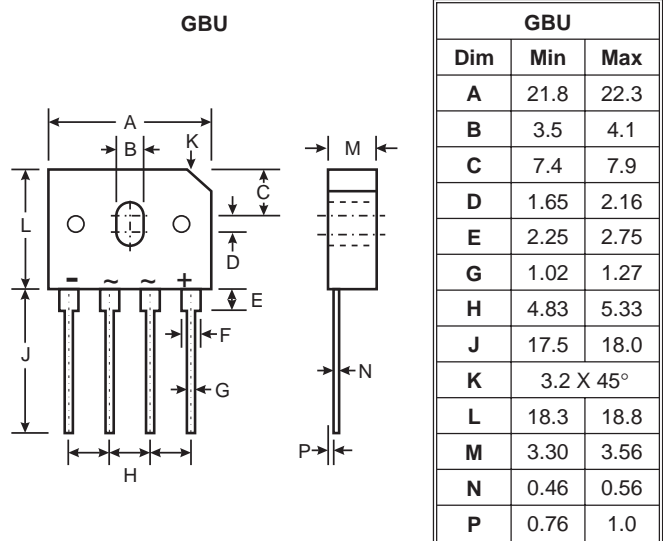 GBU
A
B
K
M
C
L
D
- ~ ~ +
E
F
J
G
N
P
H
GBU
Dim Min Max
A 21.8 22.3
B 3.5 4.1
C 7.4 7.9
D 1.65 2.16
E 2.25 2.75
G 1.02 1.27
H 4.83 5.33
J 17.5 18.0
K 3.2 X 45°
L 18.3 18.8
M 3.30 3.56
N 0.46 0.56
P 0.76 1.0